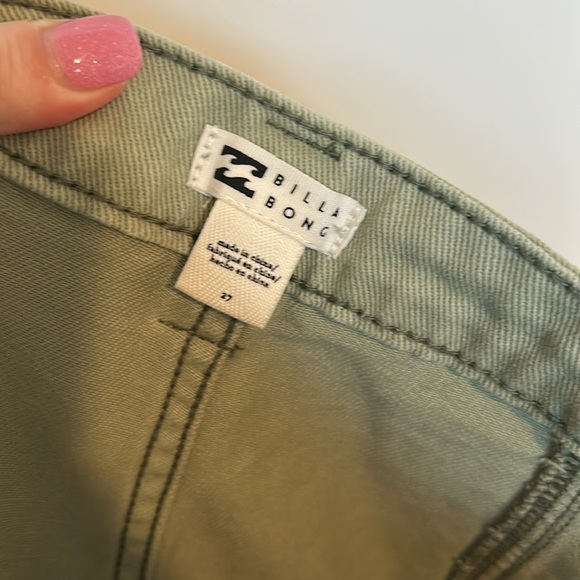 BILLA
BONG
made in china/
fabriqué en chine/
hecho en china
27